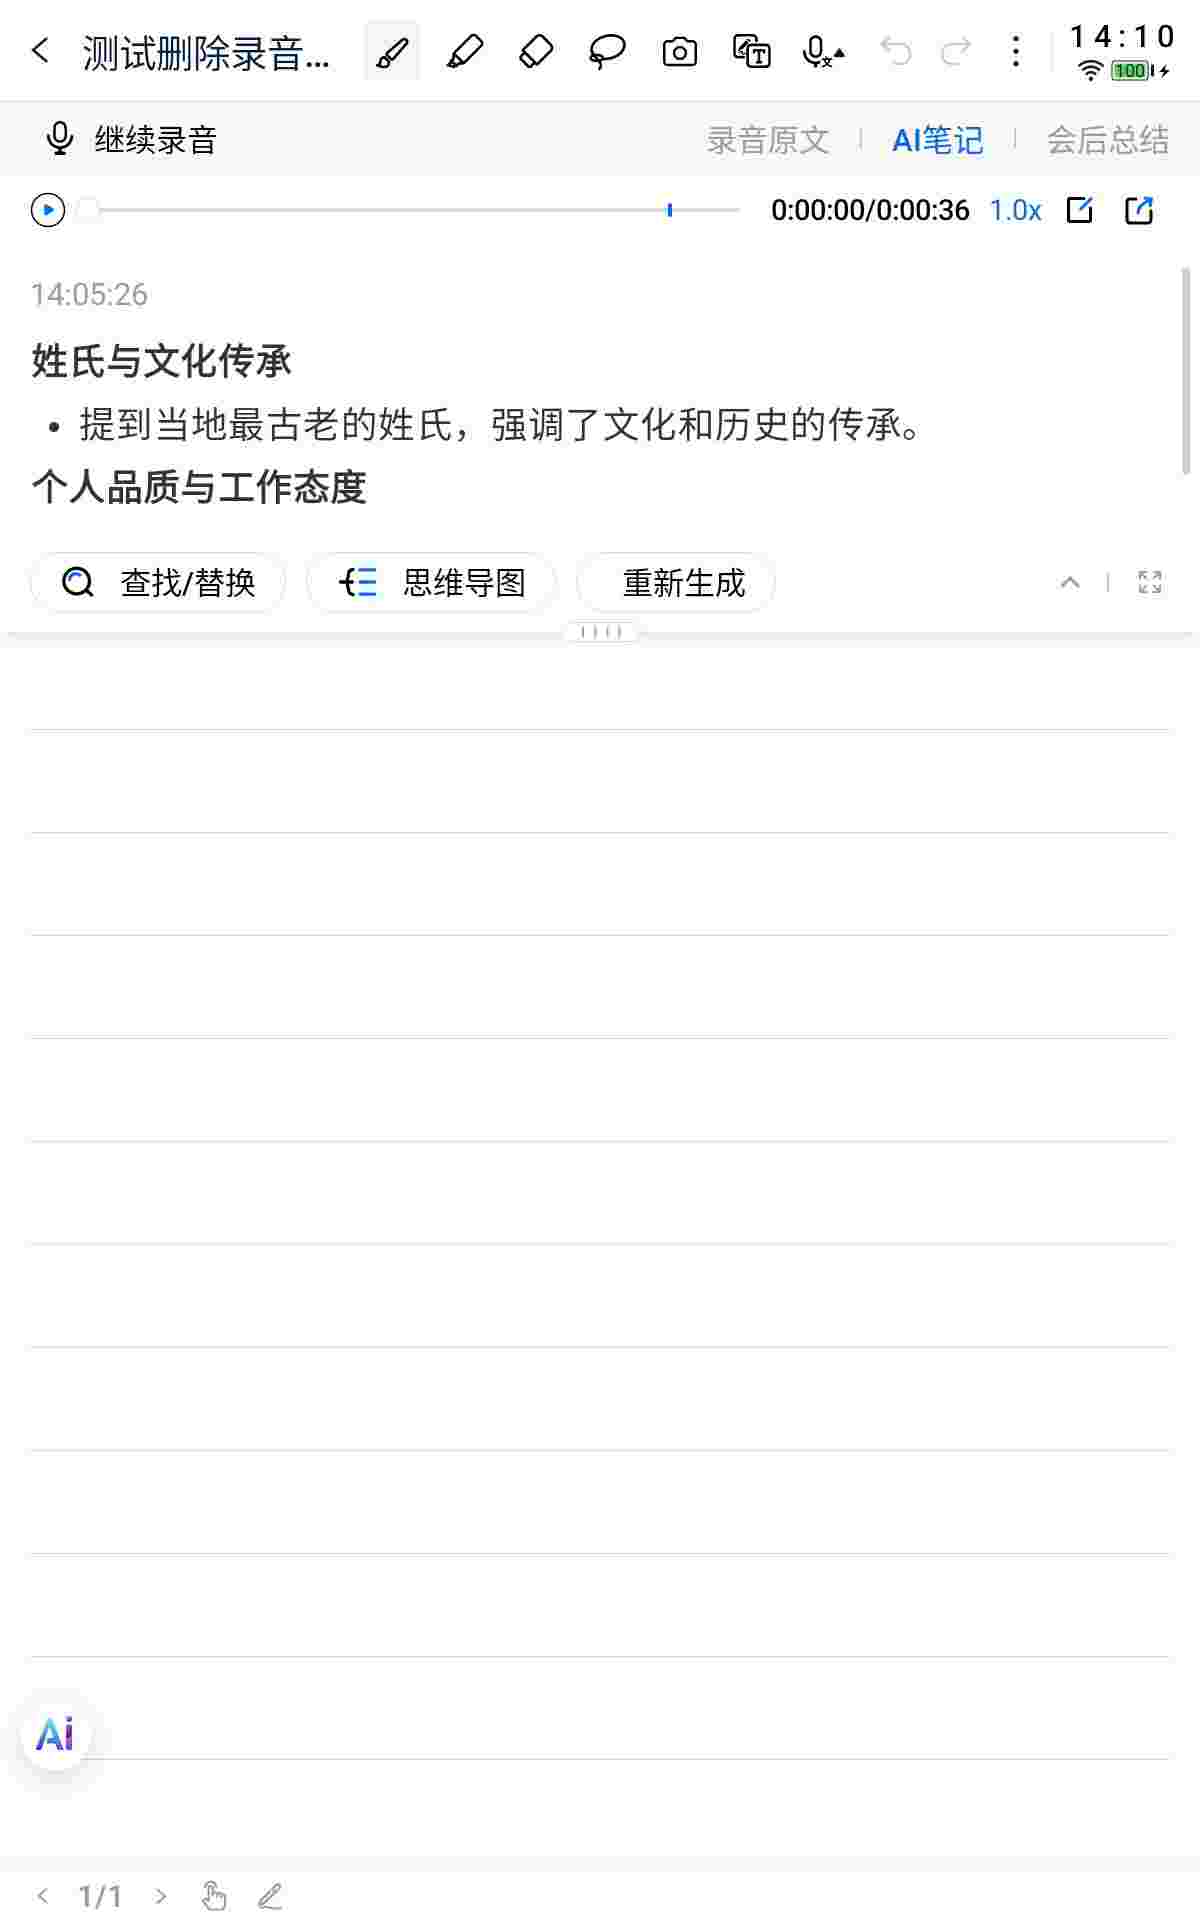 测试删除录音...
14:10
100
继续录音
录音原文
AI笔记
会后总结
0:00:00/0:00:36
1.0x
14:05:26
姓氏与文化传承
• 提到当地最古老的姓氏，强调了文化和历史的传承。
个人品质与工作态度
查找/替换
思维导图
重新生成
Ai
1/1